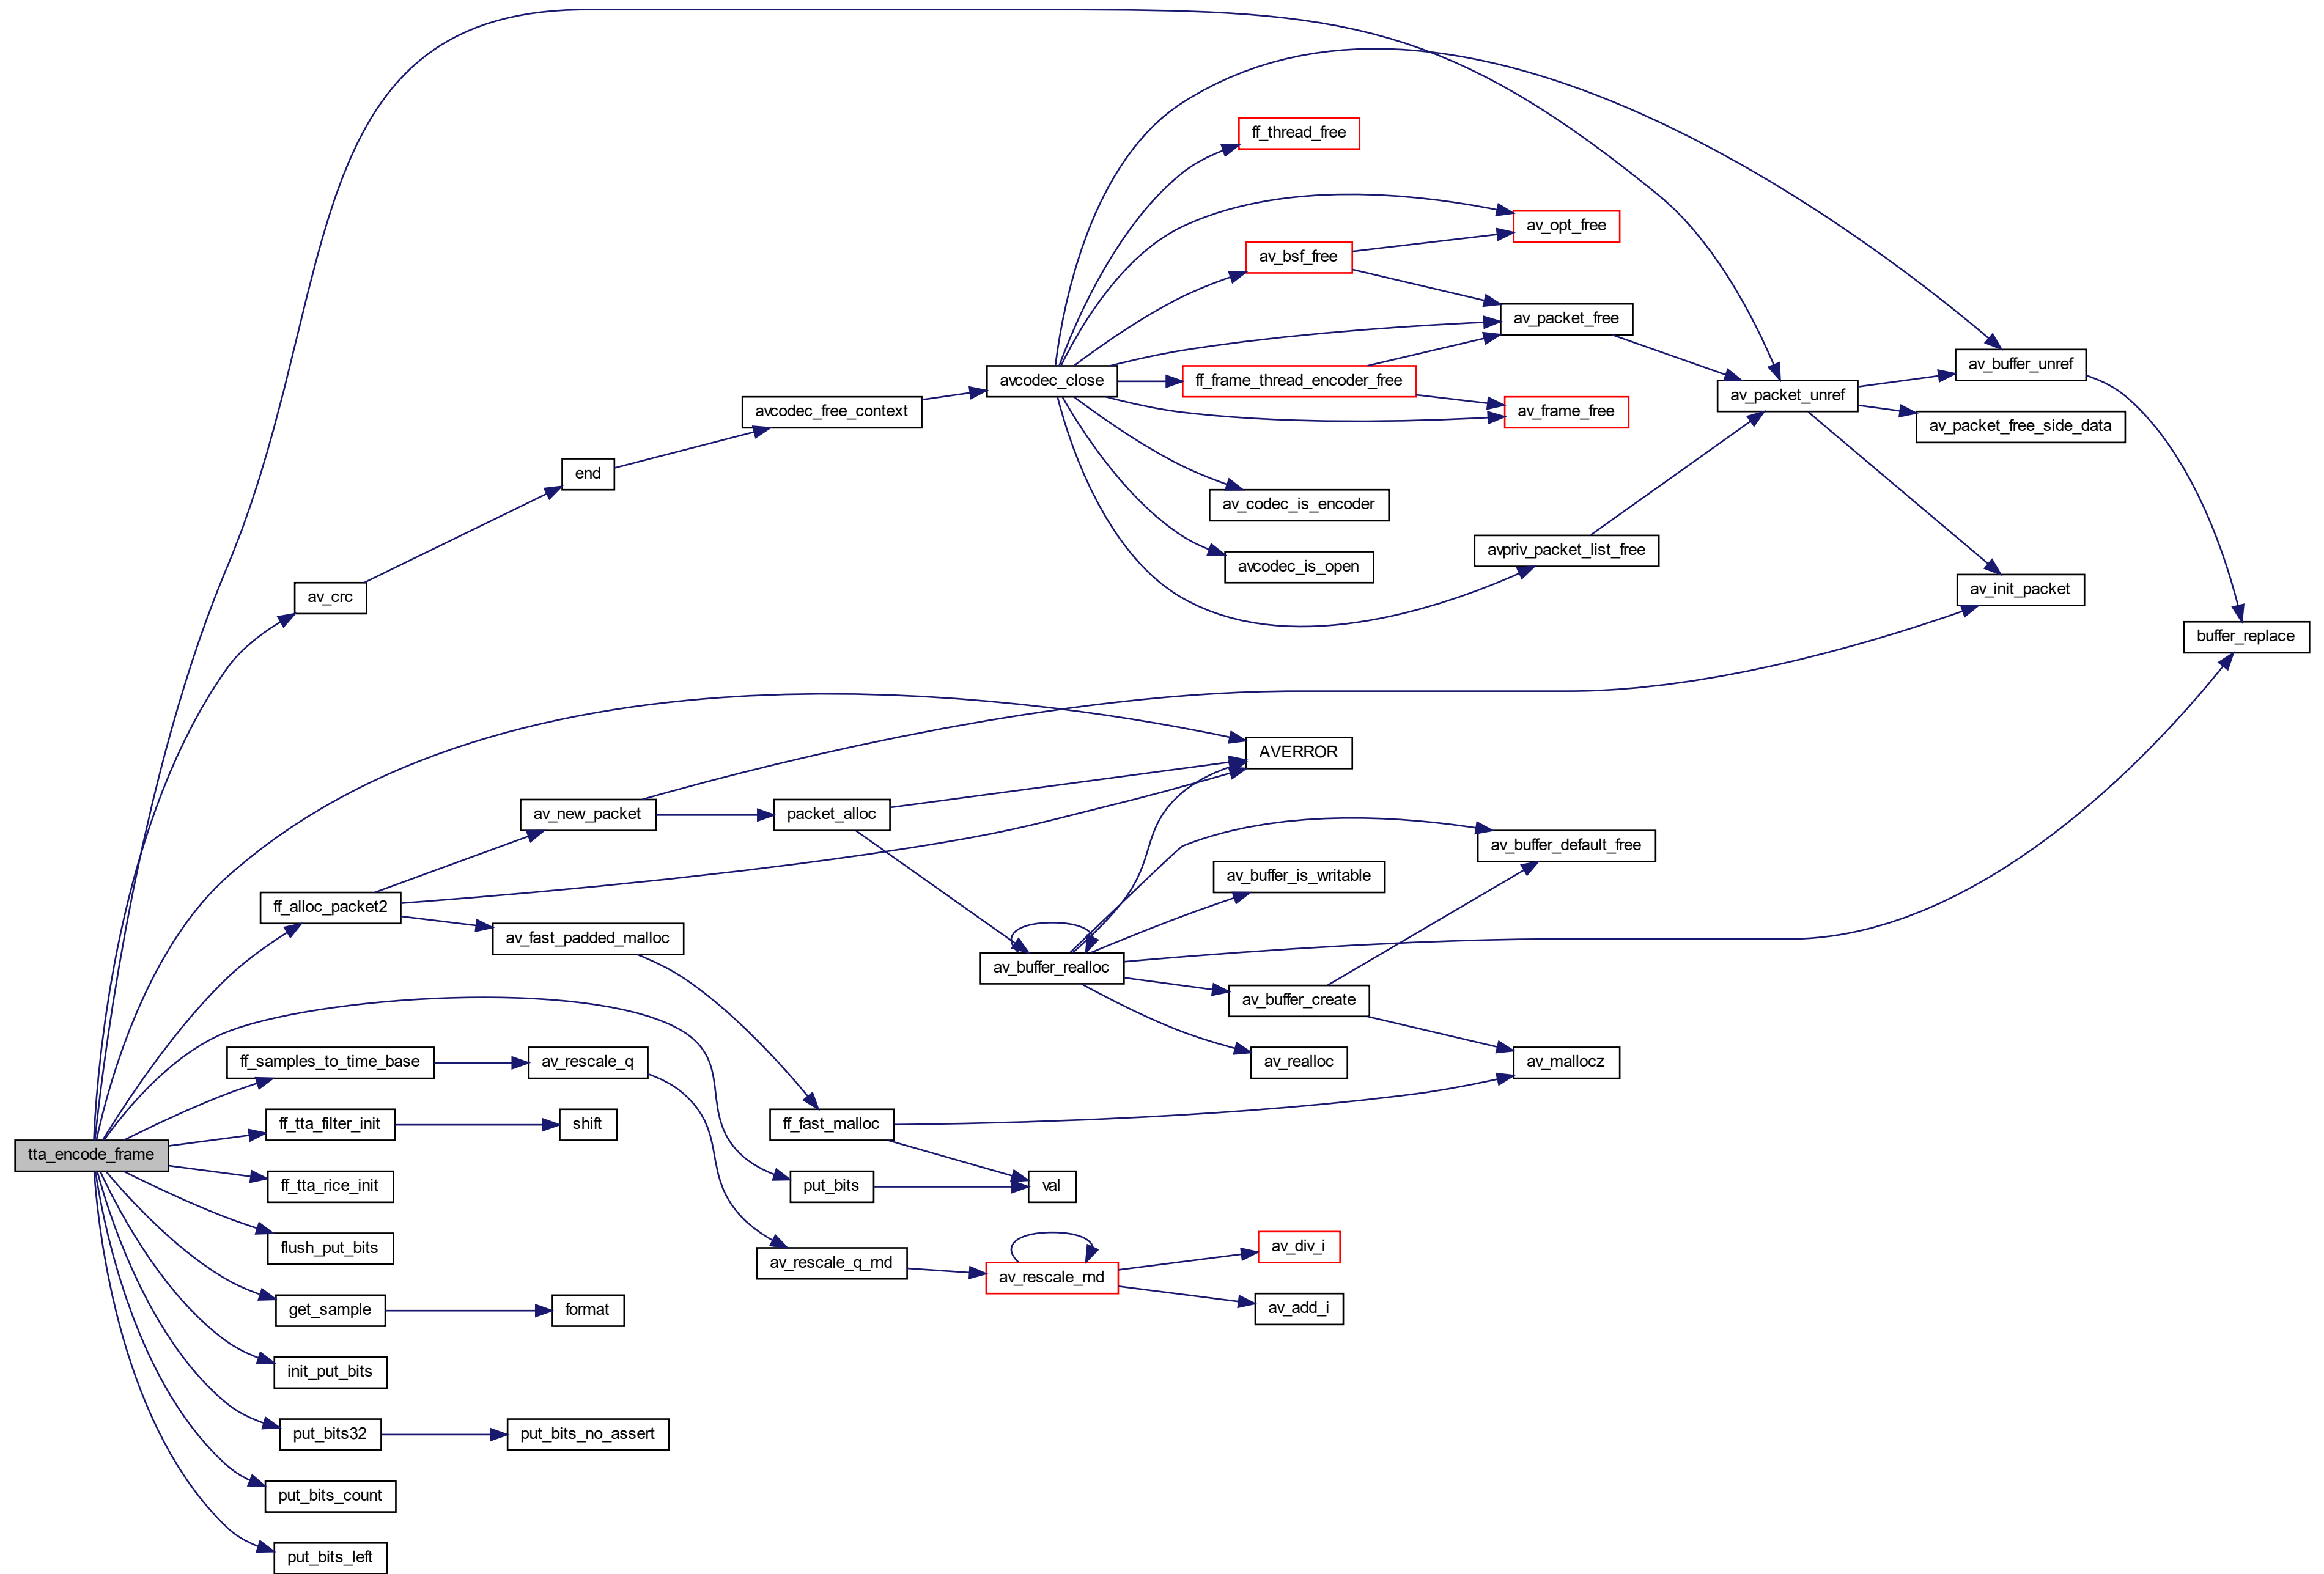 ff_thread_free
av_opt_free
av_bsf_free
av_packet_free
av_buffer_unref
avcodec_close
ff_frame_thread_encoder_free
av_packet_unref
avcodec_free_context
av_frame_free
av_packet_free_side_data
end
av_codec_is_encoder
avpriv_packet_list_free
avcodec_is_open
av_crc
av_init_packet
buffer_replace
AVERROR
av_new_packet
packet_alloc
av_buffer_default_free
av_buffer_is_writable
ff_alloc_packet2
av_fast_padded_malloc
av_buffer_realloc
av_buffer_create
ff_samples_to_time_base
av_rescale_q
av_realloc
av_mallocz
ff_tta_filter_init
shift
ff_fast_malloc
tta_encode_frame
ff_tta_rice_init
put_bits
val
flush_put_bits
av_div_i
av_rescale_q_rnd
av_rescale_rnd
get_sample
format
av_add_i
init_put_bits
put_bits32
put_bits_no_assert
put_bits_count
put_bits_left